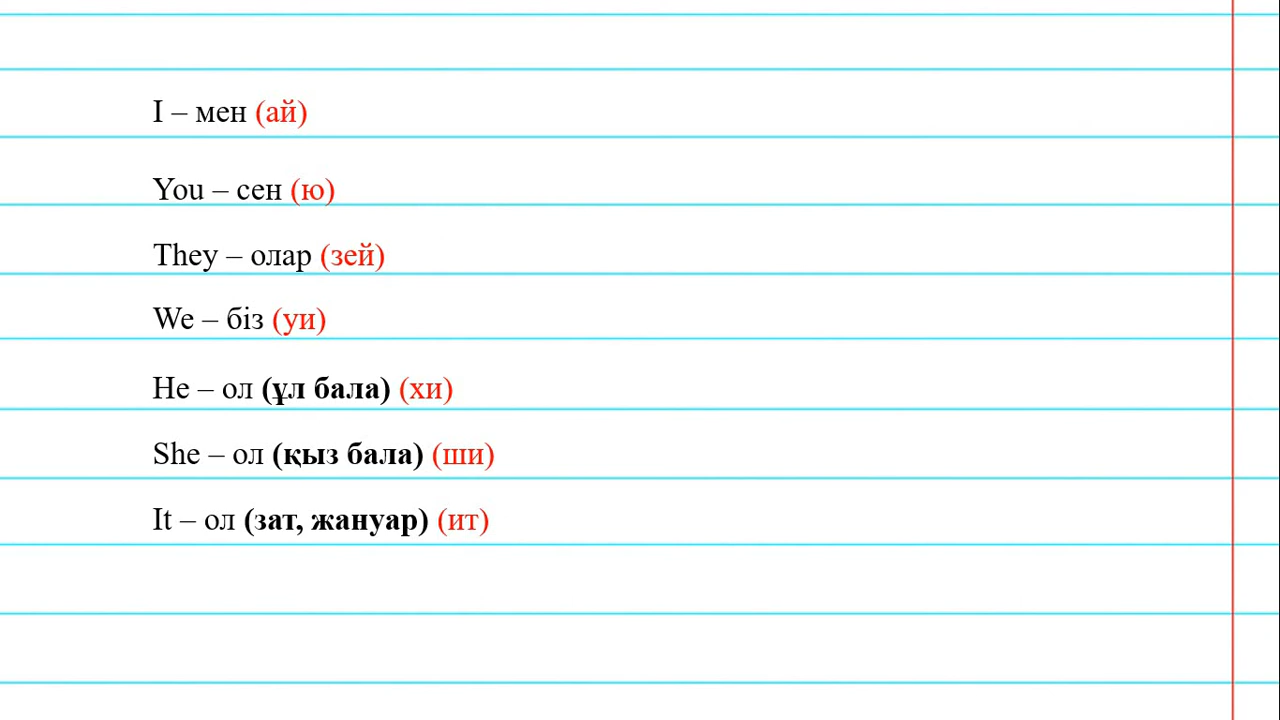 I – мен (ай)
You – сен (ю)
They – олар (зей)
We – біз (уи)
He – ол (ұл бала) (хи)
She – ол (қыз бала) (ши)
It – ол (зат, жануар) (ит)